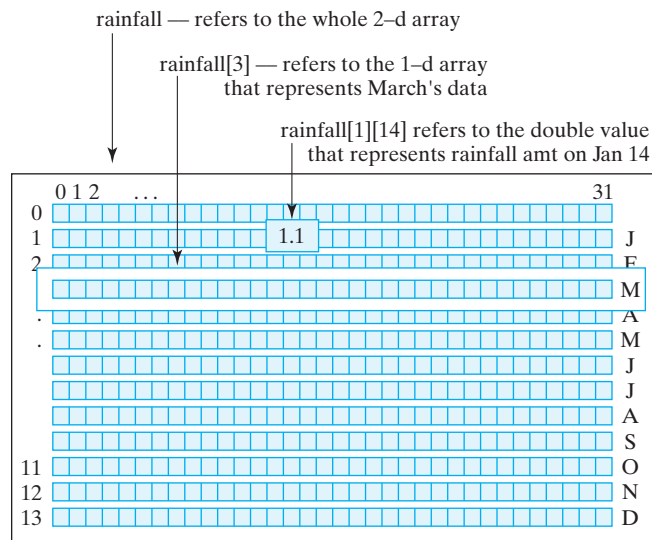 rainfall — refers to the whole 2–d array
rainfall[3] — refers to the 1–d array
that represents March's data
rainfall[1][14] refers to the double value
that represents rainfall amt on Jan 14
0 1 2 ... 31
0
1 1.1 J
2 F
M
. A
. M
J
J
A
S
11 O
12 N
13 D